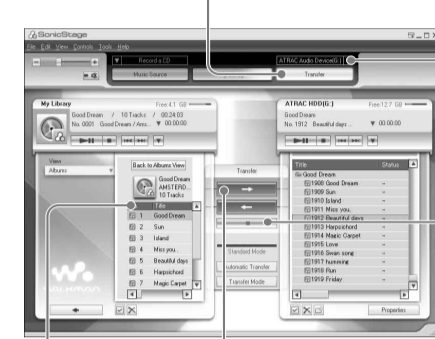 SonicStage
File Edit View Controls Tools Help
Record a CD
ATRAC Audio Device(G:)
Music Source
Transfer
My Library
Free:4.1 GB
Good Dream / 10 Tracks / 00:24:03
No. 0001 Good Dream / Ams...
00:00:00
ATRAC HDD(G:)
Free:12.7 GB
Good Dream
No. 1912 Beautiful days ...
00:00:00
View
Albums
Back to Albums View
Good Dream
AMSTERD...
10 Tracks
Title
1 Good Dream
2 Sun
3 Island
4 Miss you..
5 Beautiful days
6 Harpsichord
7 Magic Carpet
WALKMAN
Transfer
Standard Mode
Automatic Transfer
Transfer Mode
Title Status
Good Dream
1908 Good Dream
1909 Sun
1910 Island
1911 Miss you..
1912 Beautiful days
1913 Harpsichord
1914 Magic Carpet
1915 Love
1916 Swan song
1917 humming
1918 Run
1919 Friday
Properties